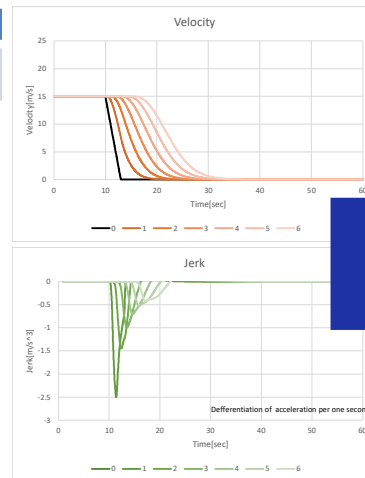 Velocity
25
20
15
10
5
0
Velocity[m/s]
0 10 20 30 40 50 60
Time[sec]
0 1 2 3 4 5 6
Jerk
0
-0.5
-1
-1.5
-2
-2.5
-3
Jerk[m/s^3]
Defferentiation of acceleration per one secon
0 10 20 30 40 50 60
Time[sec]
0 1 2 3 4 5 6